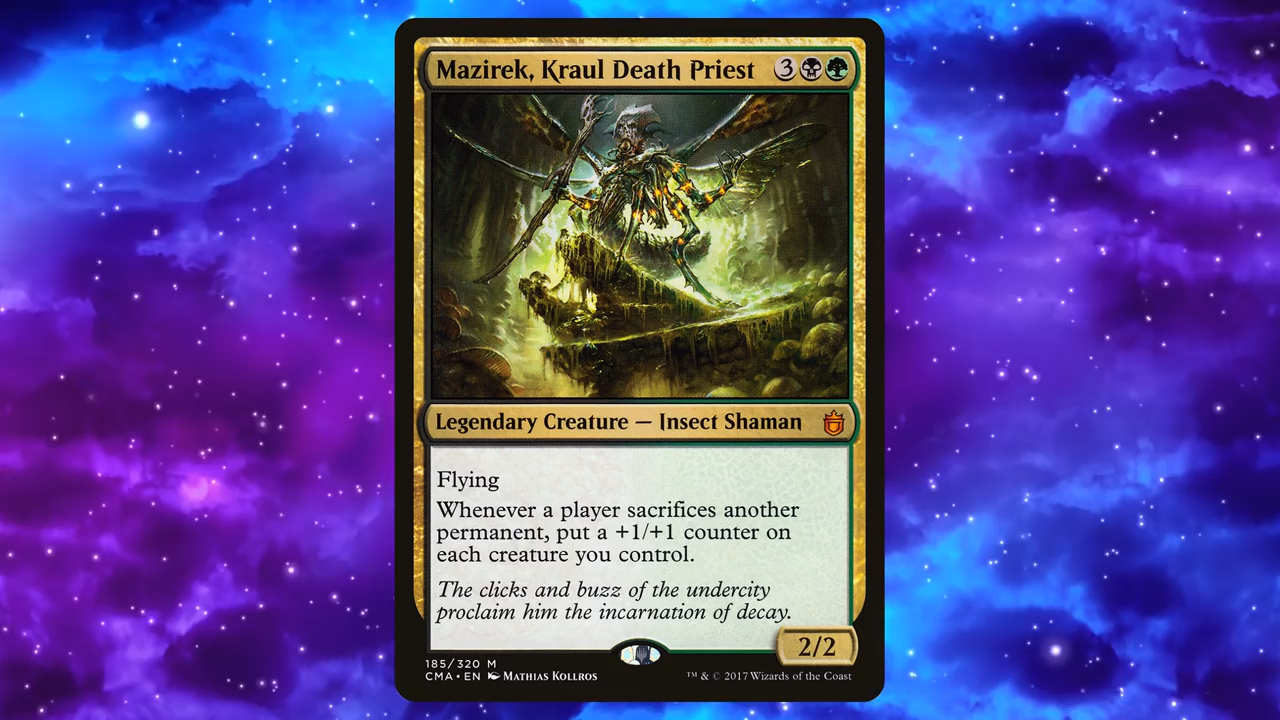 Mazirek, Kraul Death Priest 3
Legendary Creature — Insect Shaman
Flying
Whenever a player sacrifices another
permanent, put a +1/+1 counter on
each creature you control.
The clicks and buzz of the undercity
proclaim him the incarnation of decay.
2/2
185/320 M
CMA • EN Mathias Kollros
™ & © 2017 Wizards of the Coast